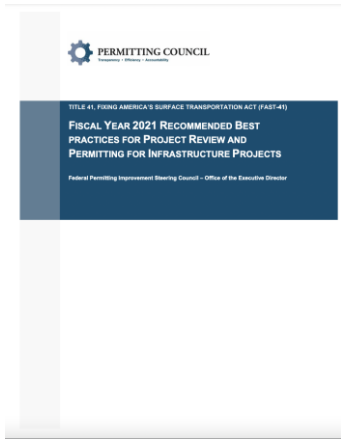 PERMITTING COUNCIL
Transparency • Efficiency • Accountability
TITLE 41, FIXING AMERICA'S SURFACE TRANSPORTATION ACT (FAST-41)
FISCAL YEAR 2021 RECOMMENDED BEST
PRACTICES FOR PROJECT REVIEW AND
PERMITTING FOR INFRASTRUCTURE PROJECTS
Federal Permitting Improvement Steering Council – Office of the Executive Director